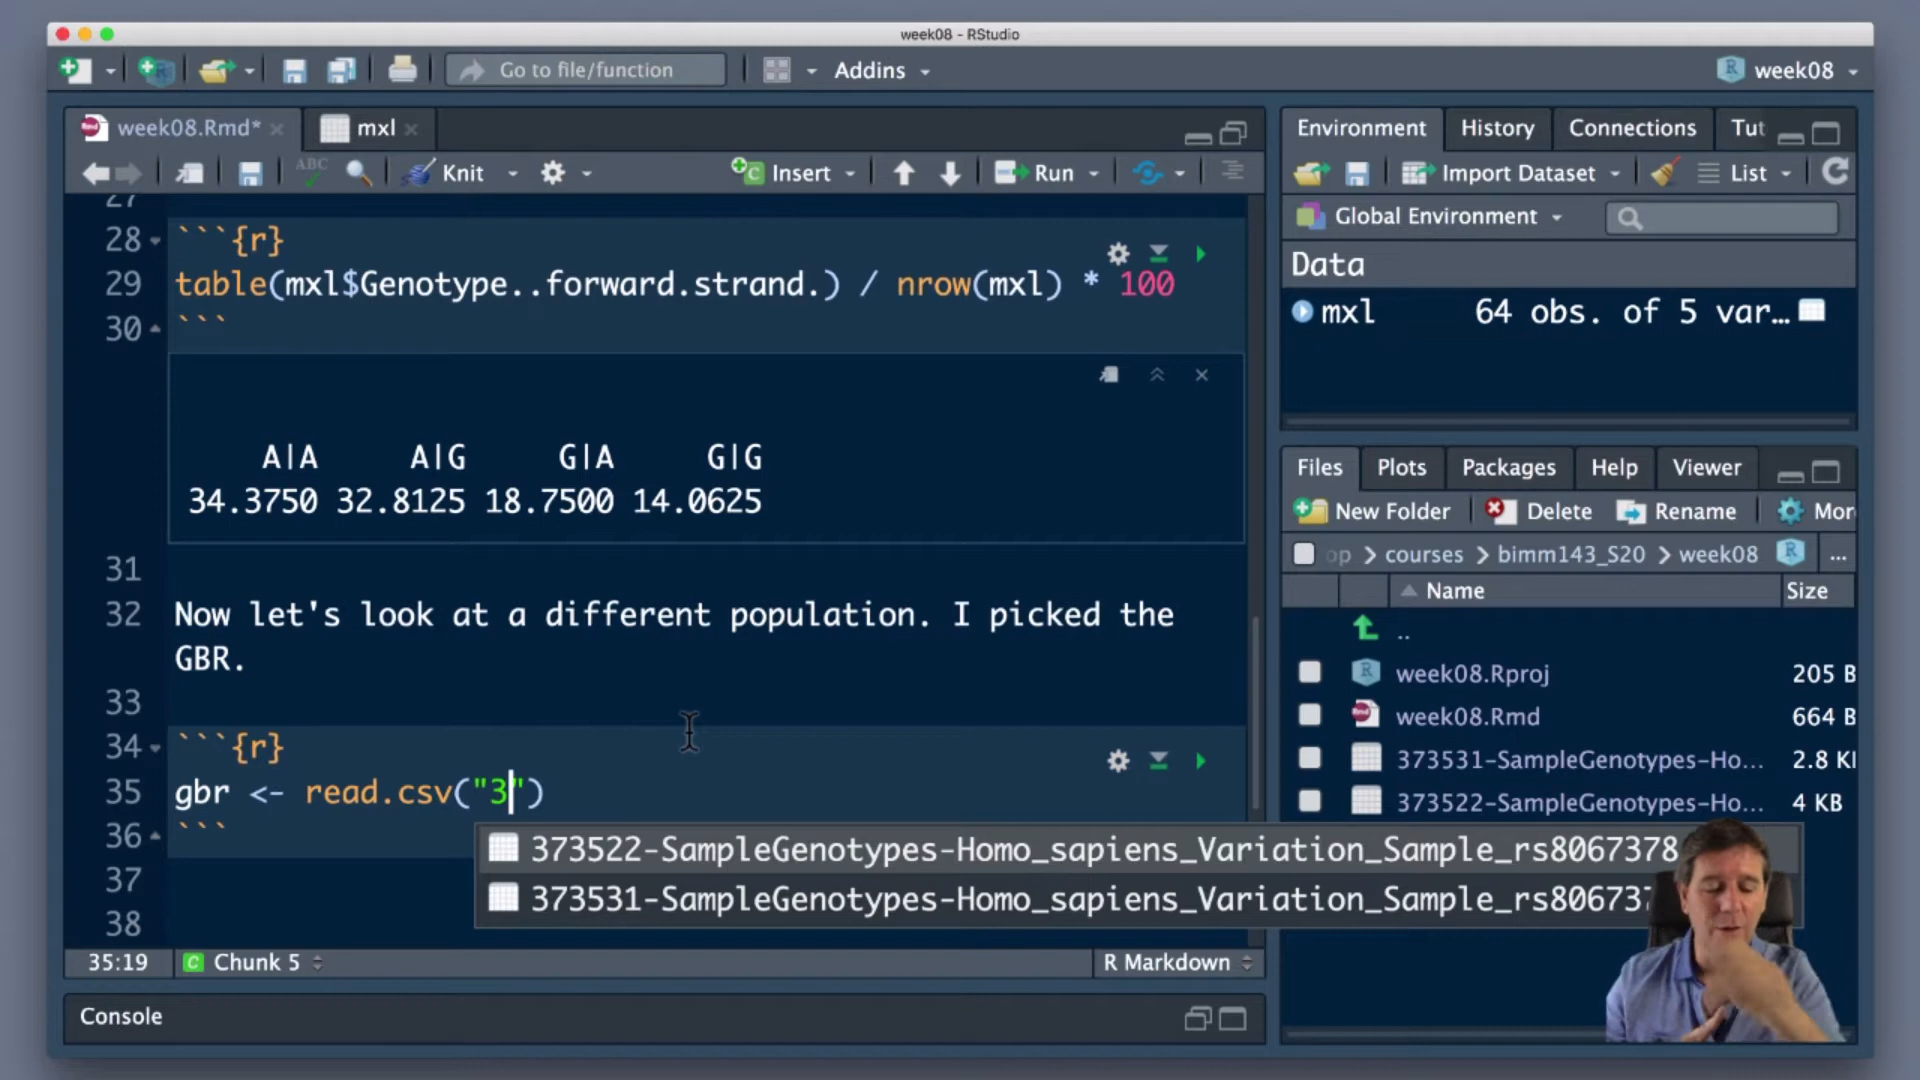 week08 - RStudio
Go to file/function
Addins
week08
week08.Rmd*
mxl
ABC
Knit
Insert
Run
27
28 ```{r}
29 table(mxl$Genotype..forward.strand.) / nrow(mxl) * 100
30 ```
A|A A|G G|A G|G
34.3750 32.8125 18.7500 14.0625
31
32 Now let's look at a different population. I picked the
GBR.
33
34 ```{r}
35 gbr <- read.csv("3")
36 ```
373522-SampleGenotypes-Homo_sapiens_Variation_Sample_rs8067378
373531-SampleGenotypes-Homo_sapiens_Variation_Sample_rs806737
37
38
35:19 Chunk 5 R Markdown
Console
Environment History Connections Tut
Import Dataset List
Global Environment
Data
mxl 64 obs. of 5 var…
Files Plots Packages Help Viewer
New Folder Delete Rename Mor
op courses bimm143_S20 week08 ...
Name Size
..
week08.Rproj 205 B
week08.Rmd 664 B
373531-SampleGenotypes-Ho... 2.8 K
373522-SampleGenotypes-Ho... 4 KB